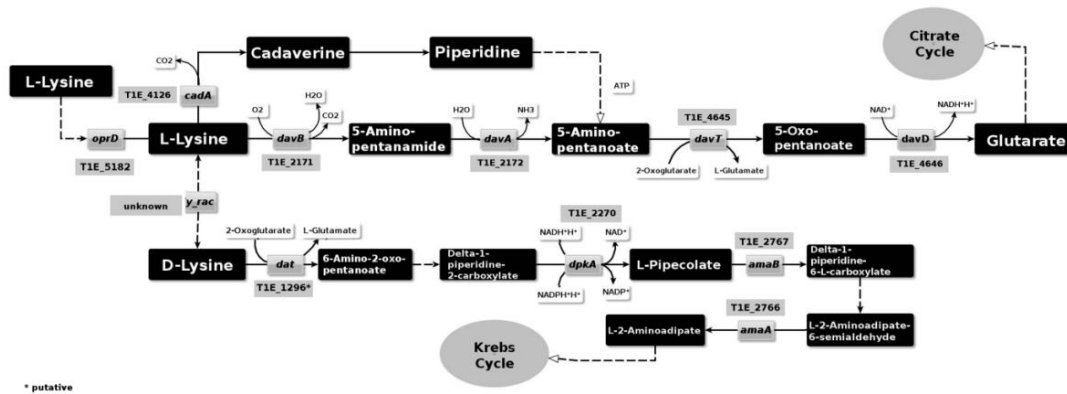 Citrate
Cycle
Cadaverine
Piperidine
CO2
L-Lysine
T1E_4126
cadA
ATP
O2
H2O
CO2
H2O
NH3
T1E_4645
NAD+
NADH+H+
oprD
L-Lysine
davB
5-Amino-
pentanamide
davA
5-Amino-
pentanoate
davT
5-Oxo-
pentanoate
davD
Glutarate
T1E_5182
T1E_2171
T1E_2172
2-Oxoglutarate
L-Glutamate
T1E_4646
unknown
y_rac
T1E_2270
2-Oxoglutarate
L-Glutamate
NADH+H+
NAD+
T1E_2767
D-Lysine
dat
6-Amino-2-oxo-
pentanoate
Delta-1-
piperidine-
2-carboxylate
dpkA
L-Pipecolate
amaB
Delta-1-
piperidine-
6-L-carboxylate
T1E_1296*
NADPH+H+
NADP+
T1E_2766
Krebs
Cycle
L-2-Aminoadipate
amaA
L-2-Aminoadipate-
6-semialdehyde
* putative